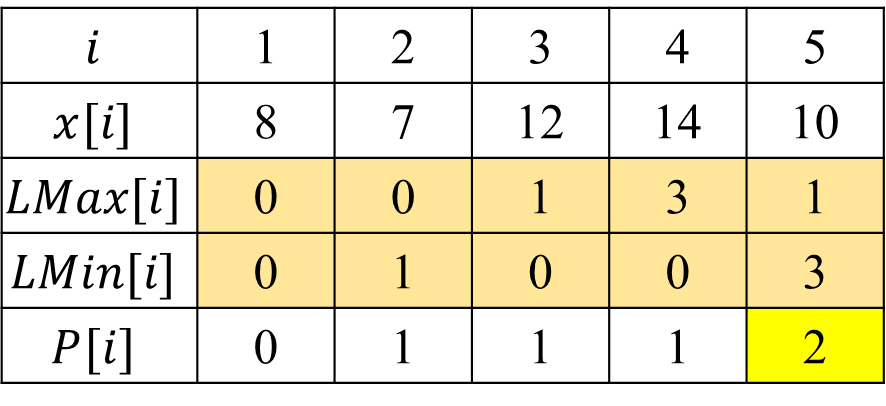 i 1 2 3 4 5
x[i] 8 7 12 14 10
LMax[i] 0 0 1 3 1
LMin[i] 0 1 0 0 3
P[i] 0 1 1 1 2